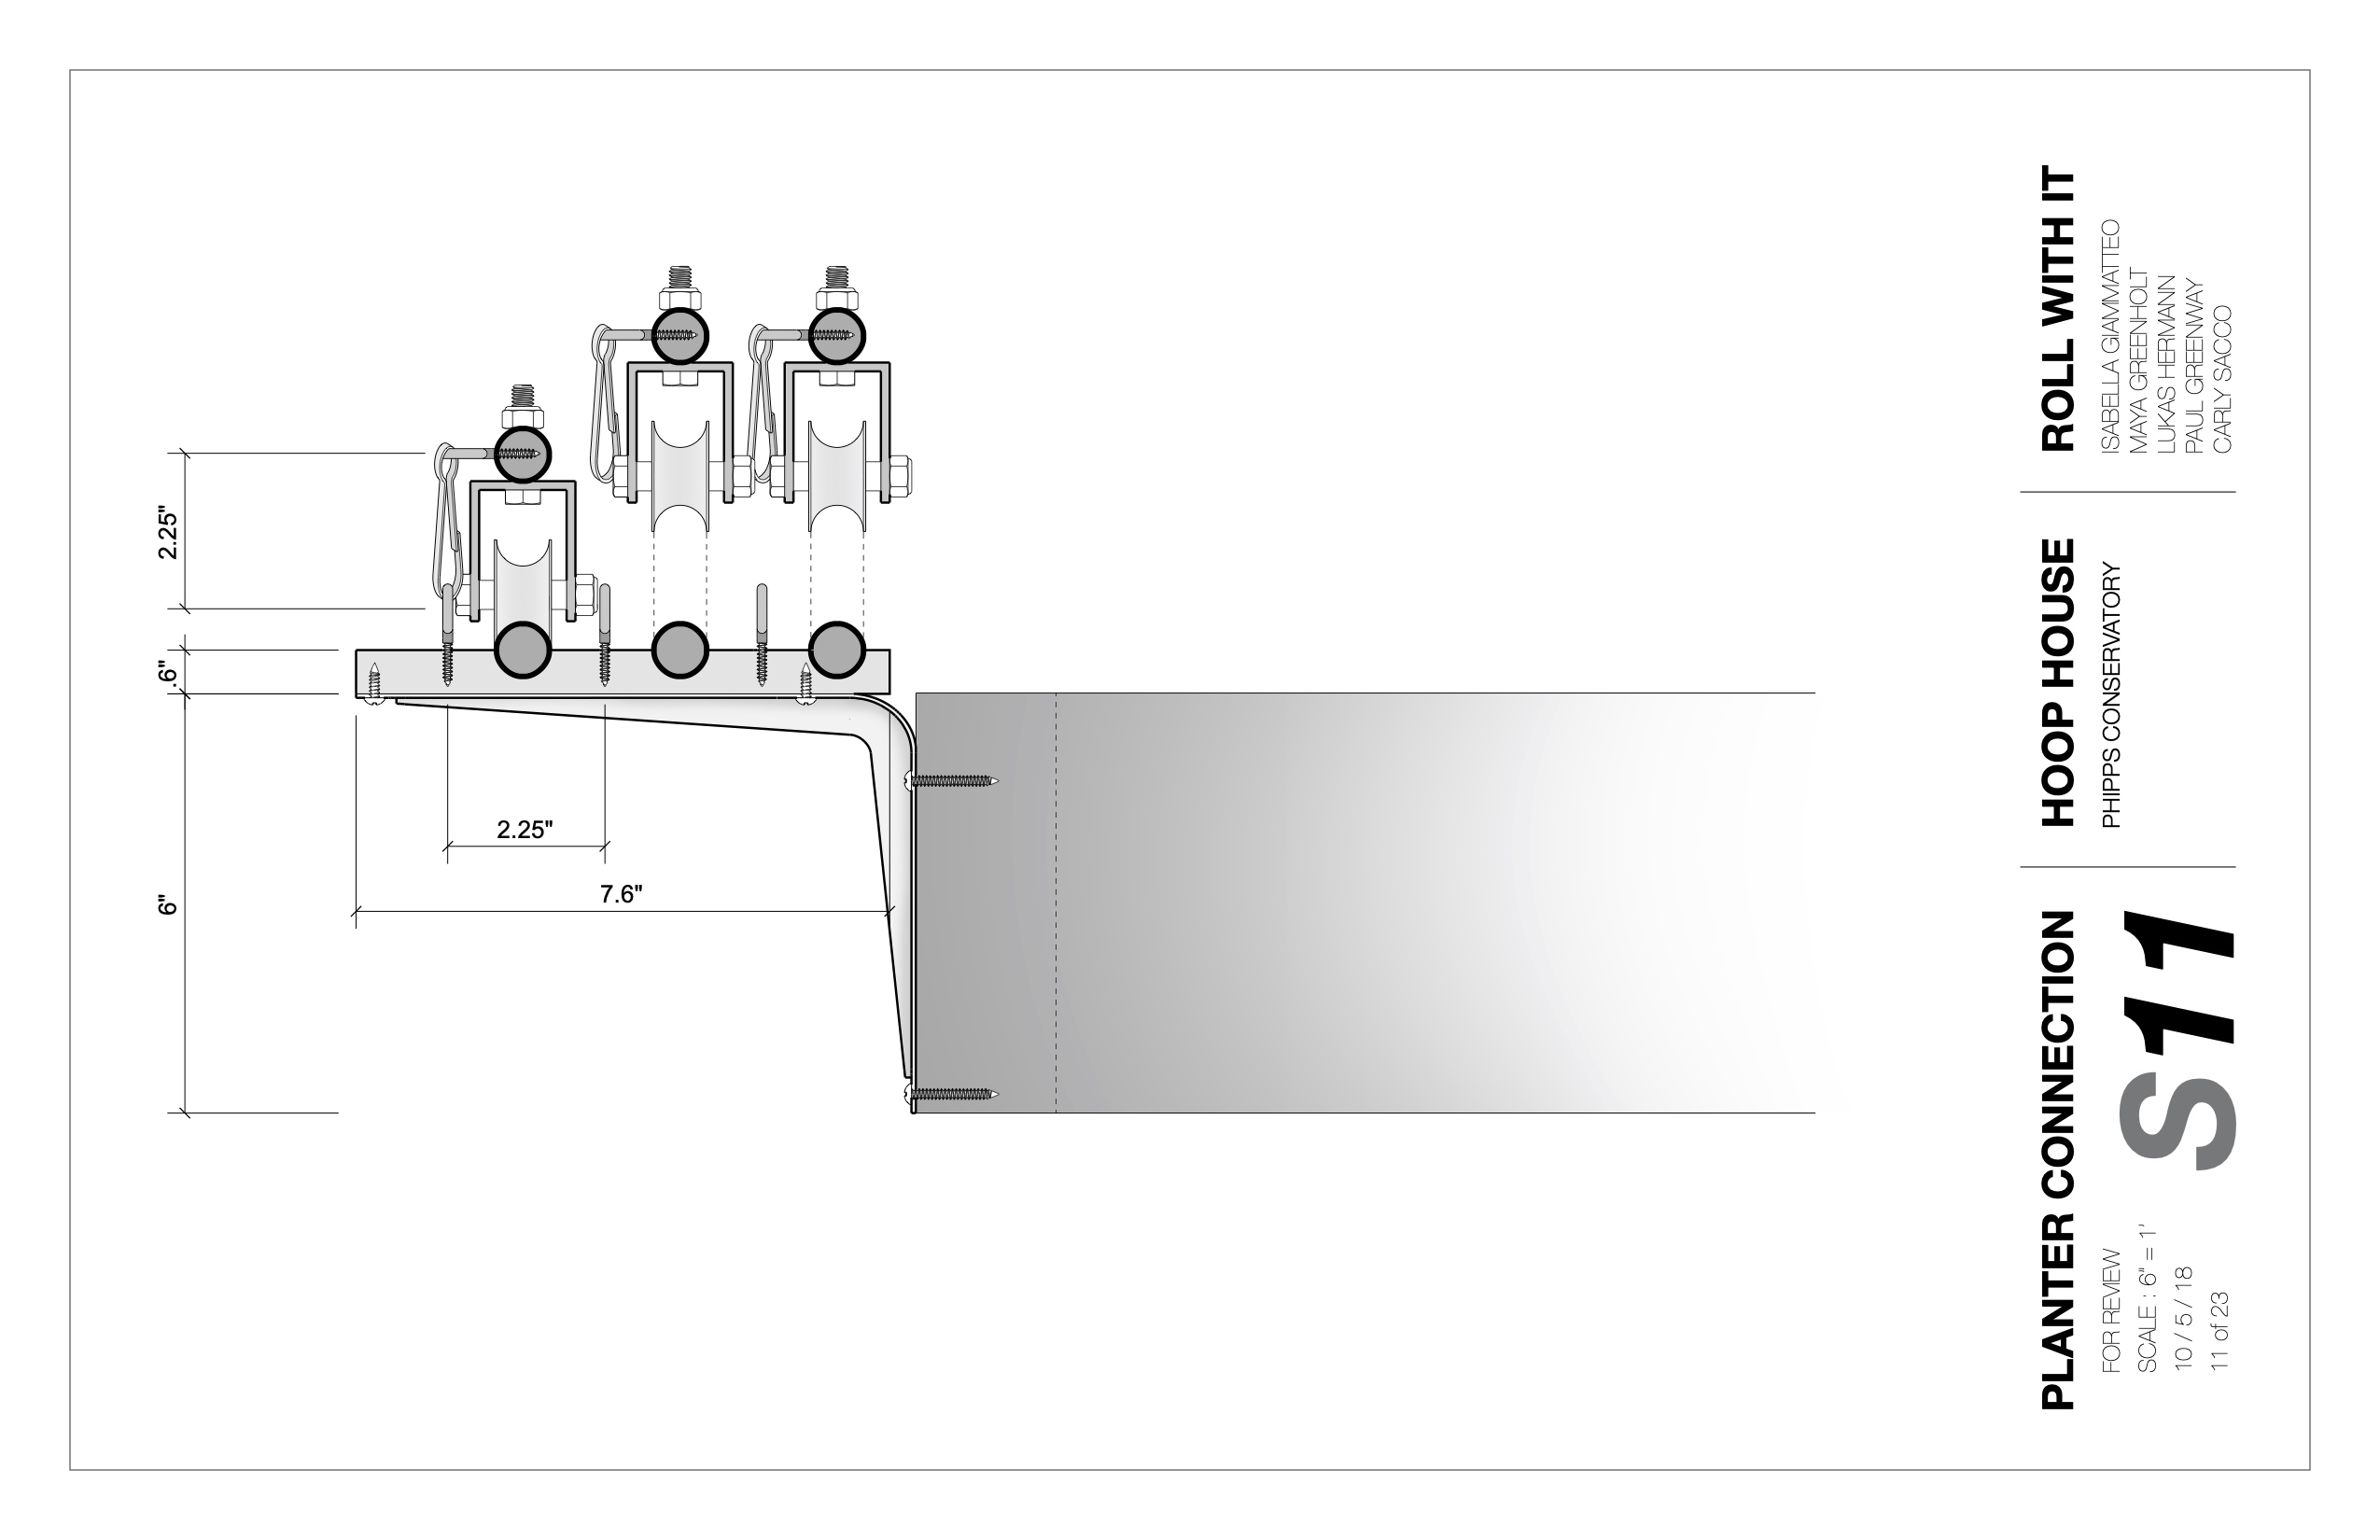 2.25"
.6"
6"
2.25"
7.6"
ROLL WITH IT
ISABELLA GIAMMATTEO
MAYA GREENHOLT
LUKAS HERMANN
PAUL GREENWAY
CARLY SACCO
HOOP HOUSE
PHIPPS CONSERVATORY
PLANTER CONNECTION
FOR REVIEW
SCALE : 6" = 1'
10 / 5 / 18
11 of 23
S11